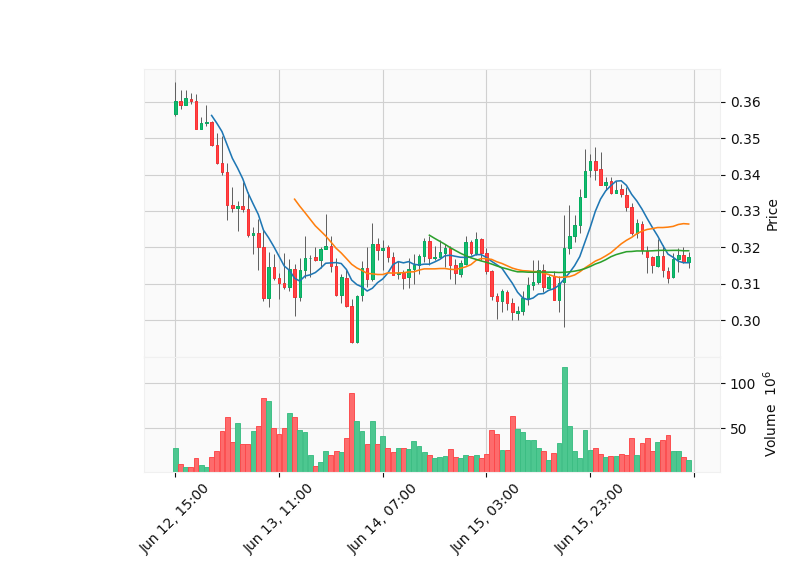 0.36
0.35
0.34
0.33
0.32
0.31
0.30
Price
100
50
Volume 10^6
Jun 12, 15:00
Jun 13, 11:00
Jun 14, 07:00
Jun 15, 03:00
Jun 15, 23:00